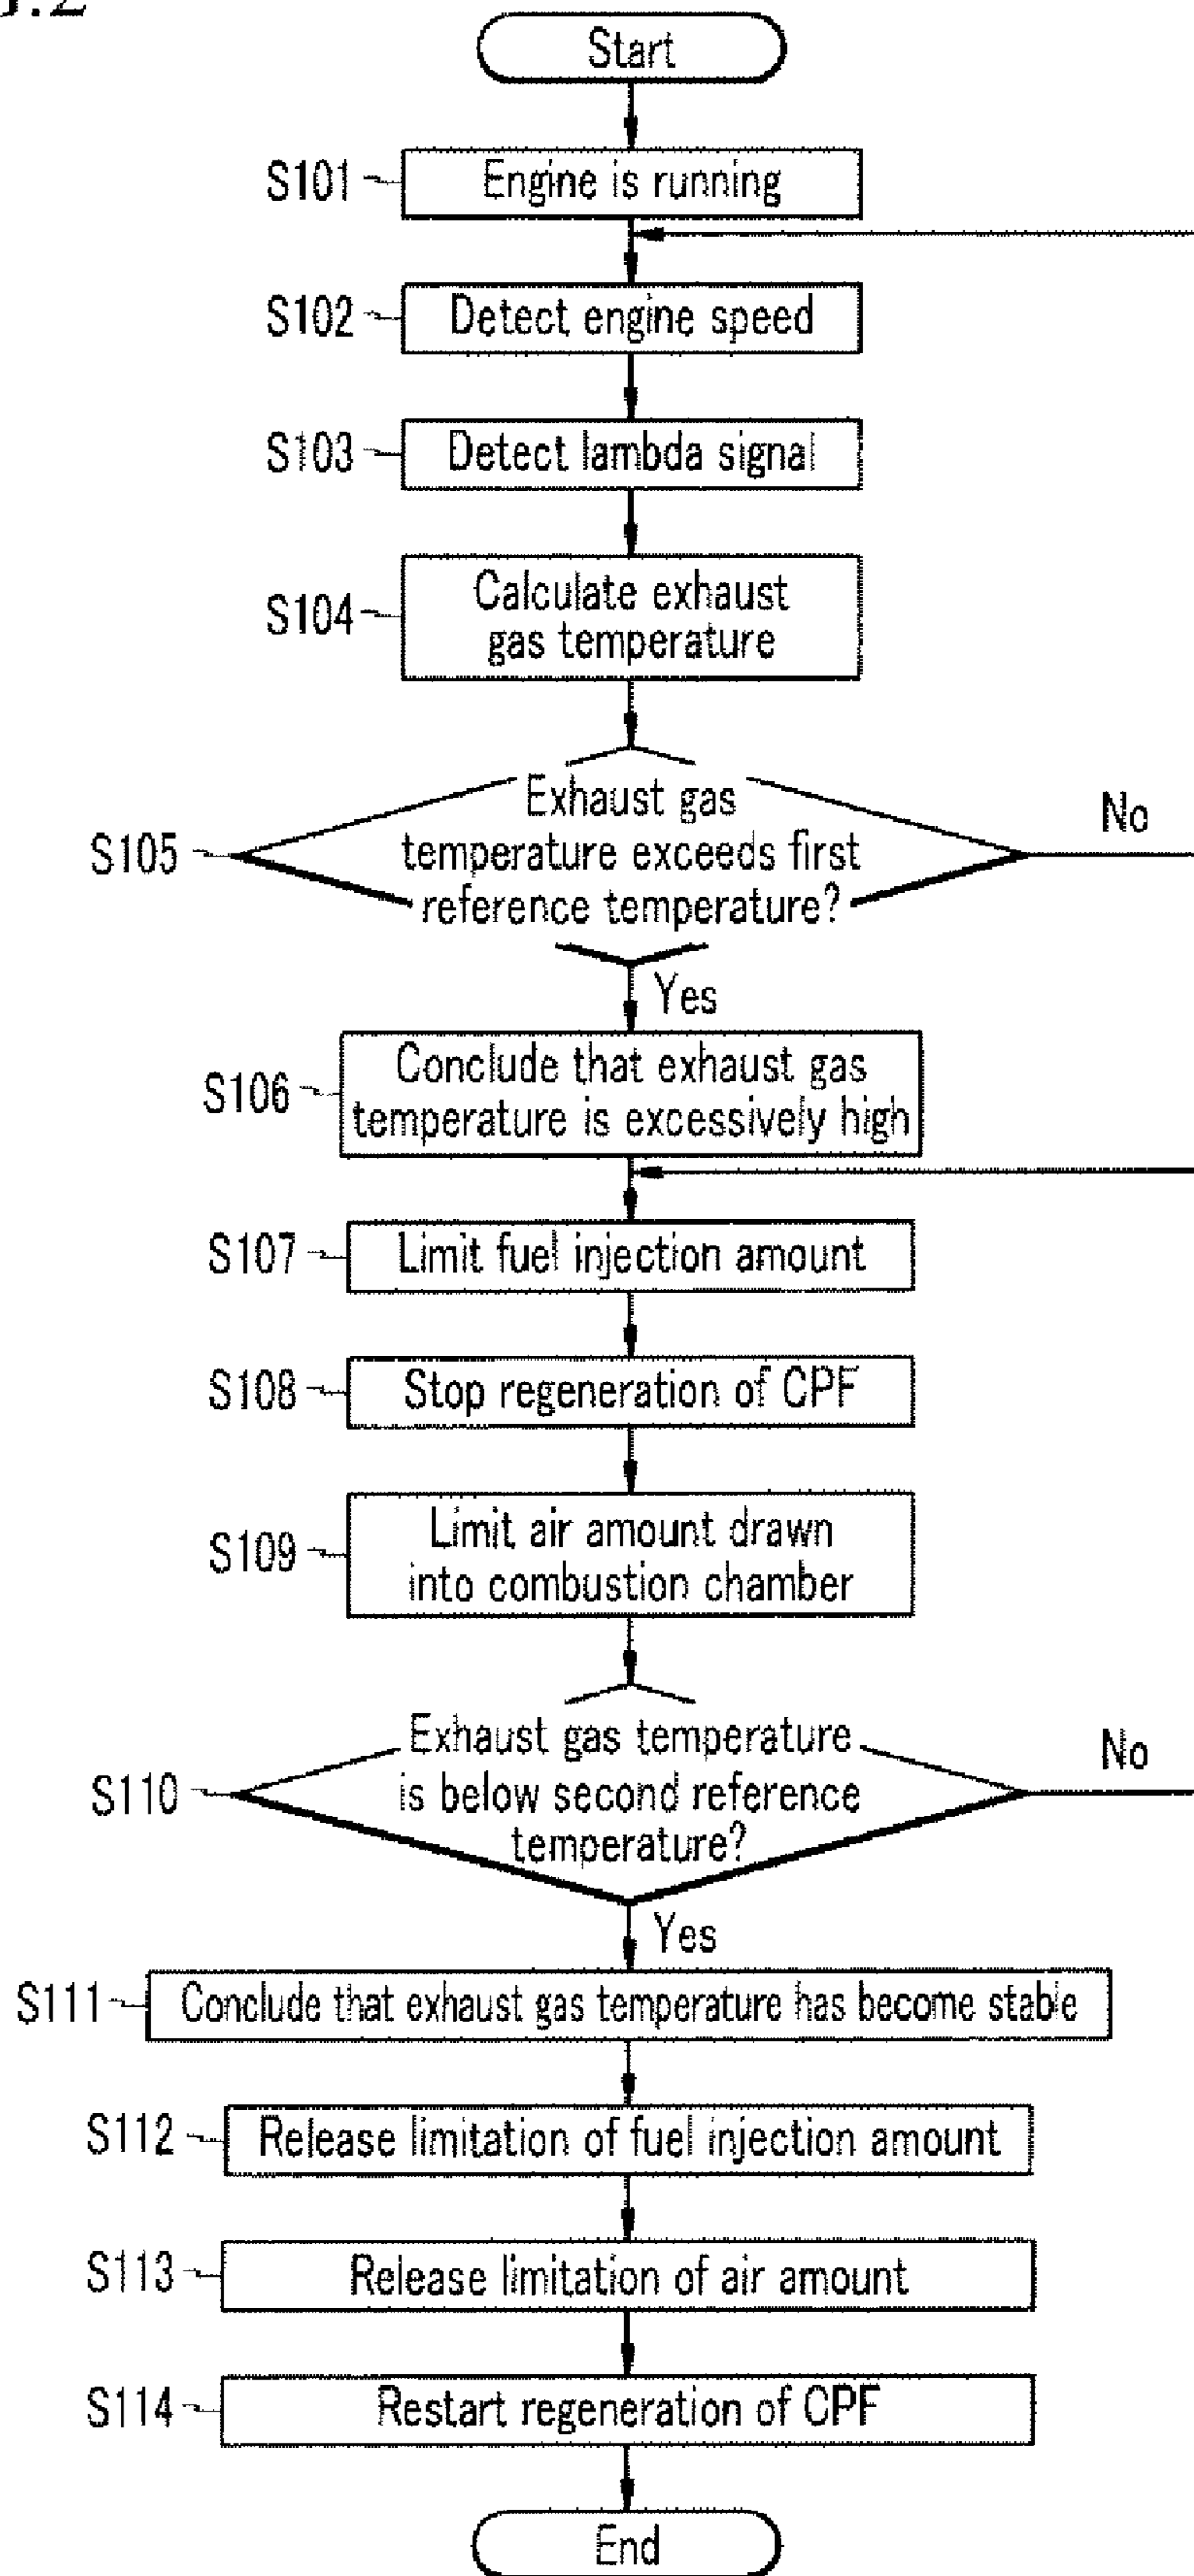 Start
S101
Engine is running
S102
Detect engine speed
S103
Detect lambda signal
S104
Calculate exhaust
gas temperature
S105
Exhaust gas
temperature exceeds first
reference temperature?
No
Yes
S106
Conclude that exhaust gas
temperature is excessively high
S107
Limit fuel injection amount
S108
Stop regeneration of CPF
S109
Limit air amount drawn
into combustion chamber
S110
Exhaust gas temperature
is below second reference
temperature?
No
Yes
S111
Conclude that exhaust gas temperature has become stable
S112
Release limitation of fuel injection amount
S113
Release limitation of air amount
S114
Restart regeneration of CPF
End